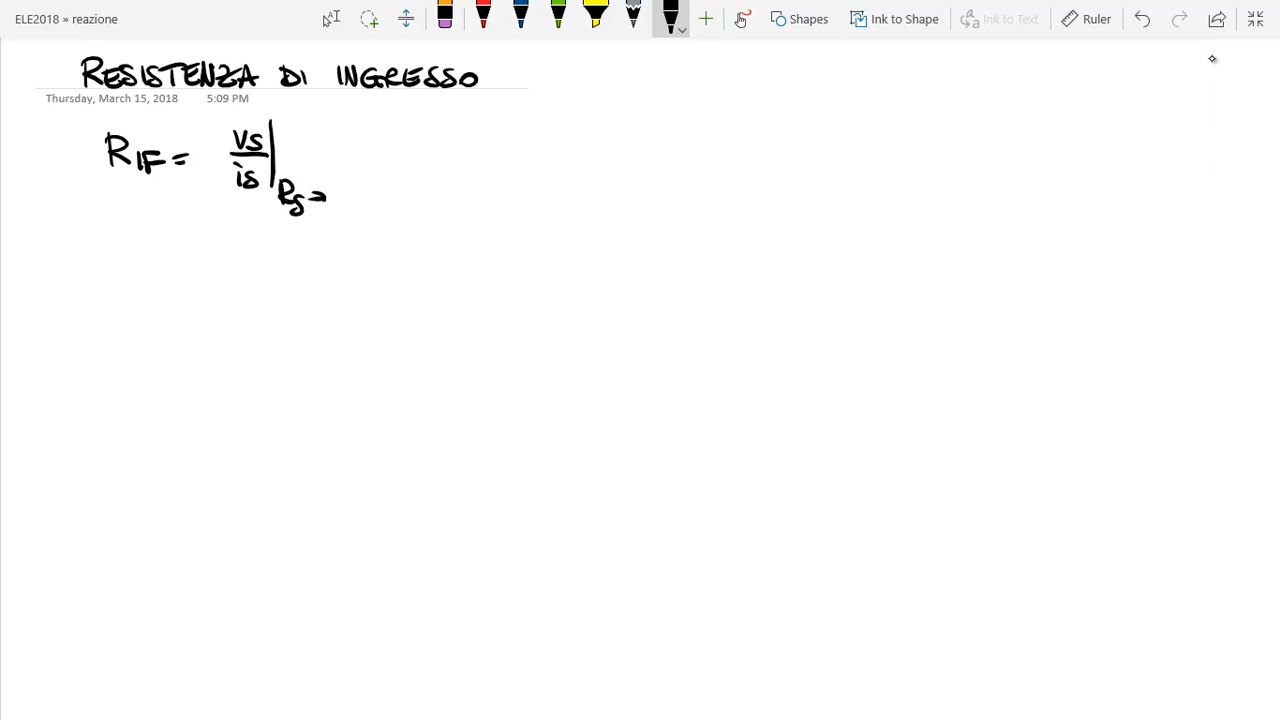 ELE2018 » reazione
Shapes
Ink to Shape
Ink to Text
Ruler
RESISTENZA DI INGRESSO
Thursday, March 15, 2018 5:09 PM
RIF = vs/is | Rs =